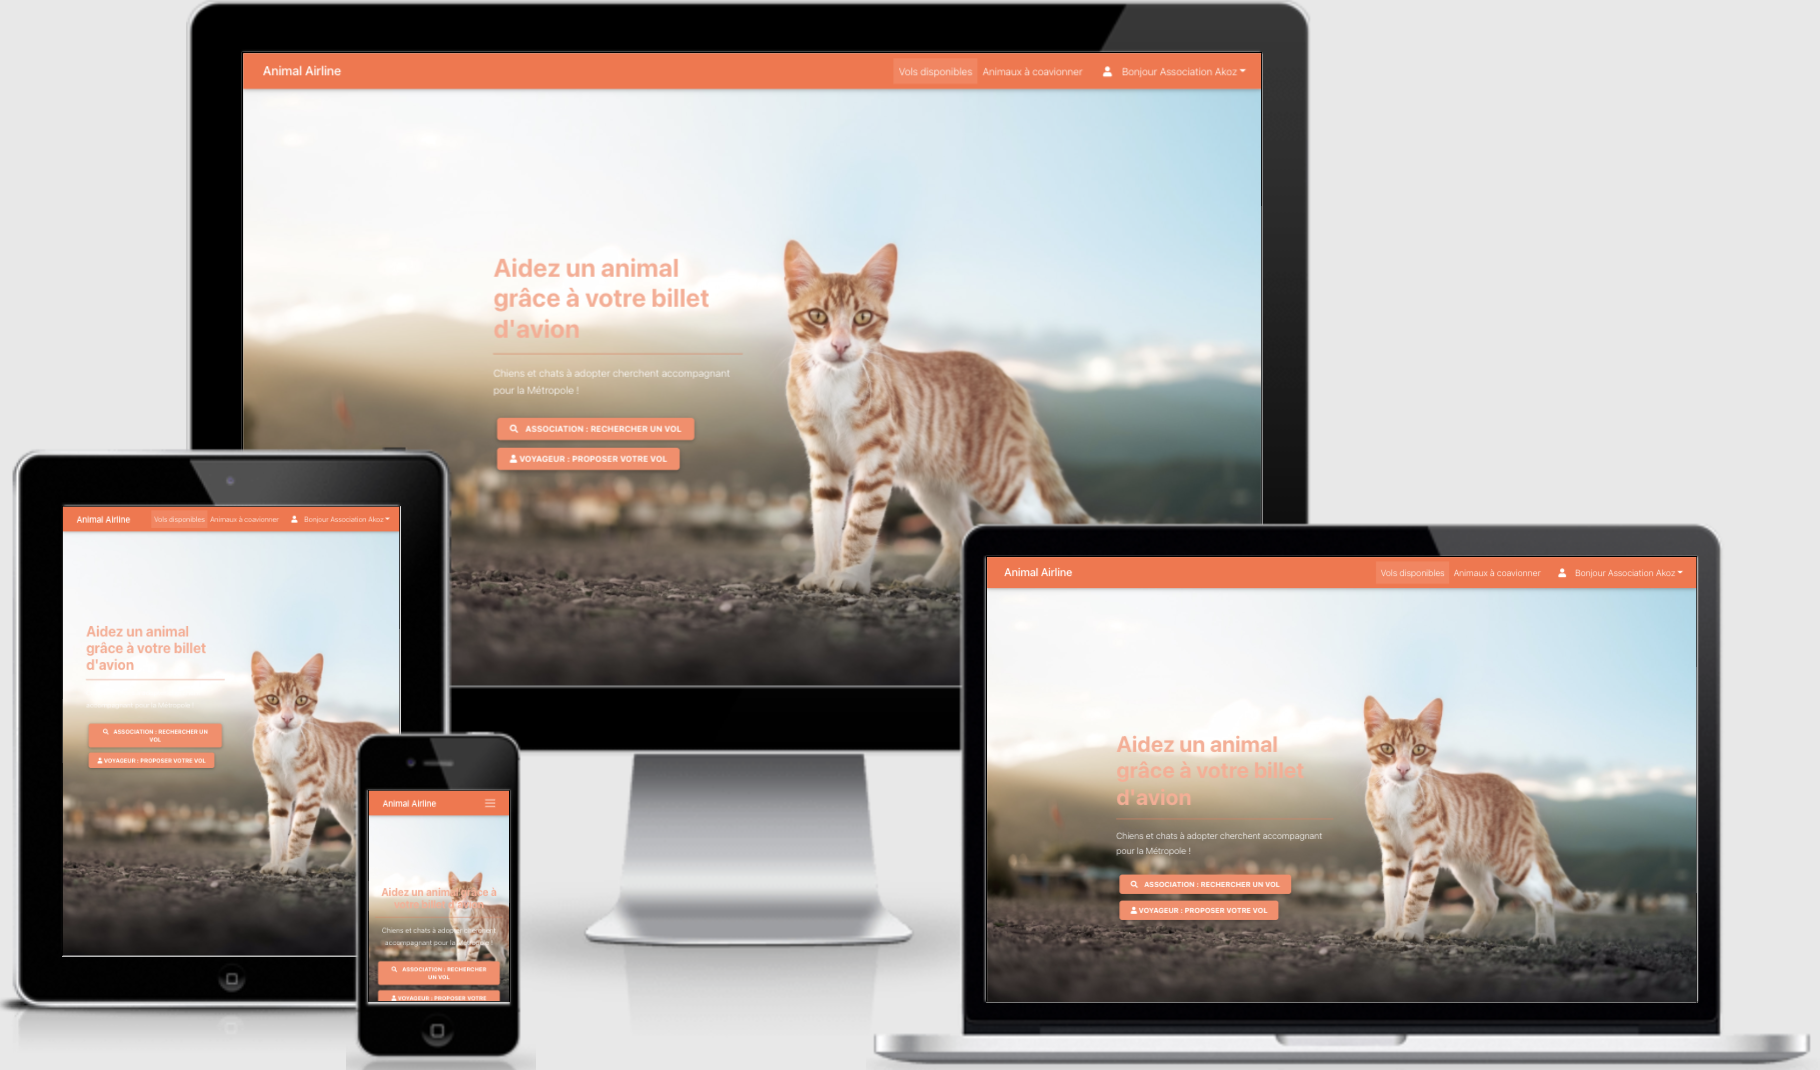 Animal Airline
Vols disponibles Animaux à coavionner Bonjour Association Akoz
Aidez un animal
grâce à votre billet
d'avion
Chiens et chats à adopter cherchent accompagnant
pour la Métropole !
ASSOCIATION : RECHERCHER UN VOL
VOYAGEUR : PROPOSER VOTRE VOL
Animal Airline
Vols disponibles Animaux à coavionner Bonjour Association Akoz
Aidez un animal
grâce à votre billet
d'avion
pour la Métropole !
ASSOCIATION : RECHERCHER UN
VOL
VOYAGEUR : PROPOSER VOTRE VOL
Animal Airline
Aidez un animal grâce à
votre billet d'avion
Chiens et chats à adopter cherchent
accompagnant pour la Métropole !
ASSOCIATION : RECHERCHER
UN VOL
VOYAGEUR : PROPOSER VOTRE
Animal Airline
Vols disponibles Animaux à coavionner Bonjour Association Akoz
Aidez un animal
grâce à votre billet
d'avion
Chiens et chats à adopter cherchent accompagnant
pour la Métropole !
ASSOCIATION : RECHERCHER UN VOL
VOYAGEUR : PROPOSER VOTRE VOL